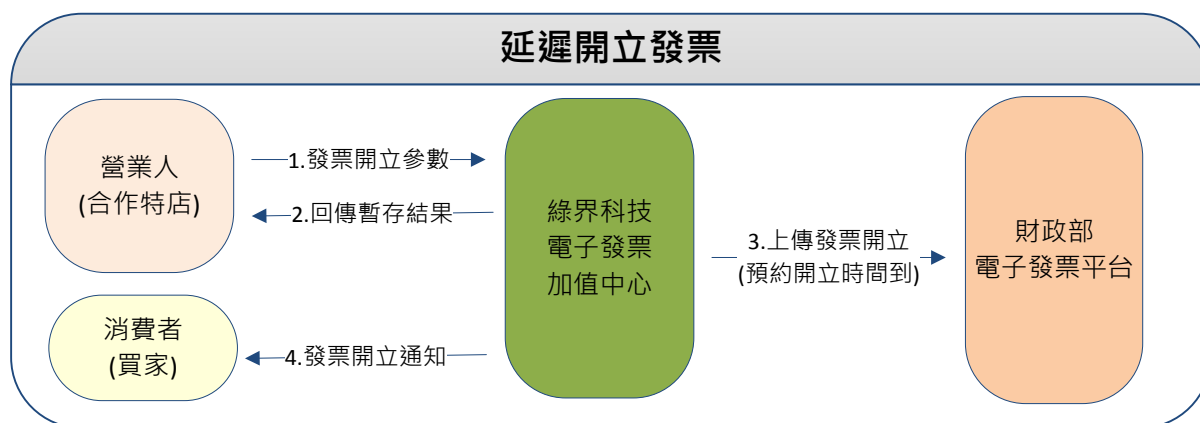 延遲開立發票
營業人
(合作特店)
1.發票開立參數
2.回傳暫存結果
綠界科技
電子發票
加值中心
3.上傳發票開立
(預約開立時間到)
財政部
電子發票平台
消費者
(買家)
4.發票開立通知